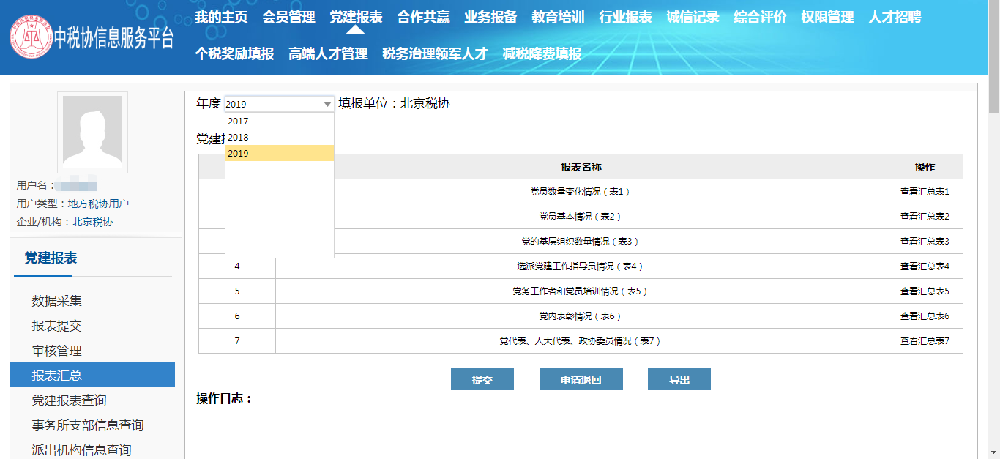 中税协信息服务平台
我的主页 会员管理 党建报表 合作共赢 业务报备 教育培训 行业报表 诚信记录 综合评价 权限管理 人才招聘
个税奖励填报 高端人才管理 税务治理领军人才 减税降费填报
用户名：
用户类型：地方税协用户
企业/机构：北京税协
党建报表
数据采集
报表提交
审核管理
报表汇总
党建报表查询
事务所支部信息查询
派出机构信息查询
年度 2019 填报单位：北京税协
2017
2018
2019
党建
报表名称 操作
党员数量变化情况（表1） 查看汇总表1
党员基本情况（表2） 查看汇总表2
党的基层组织数量情况（表3） 查看汇总表3
4 选派党建工作指导员情况（表4） 查看汇总表4
5 党务工作者和党员培训情况（表5） 查看汇总表5
6 党内表彰情况（表6） 查看汇总表6
7 党代表、人大代表、政协委员情况（表7） 查看汇总表7
提交 申请退回 导出
操作日志：